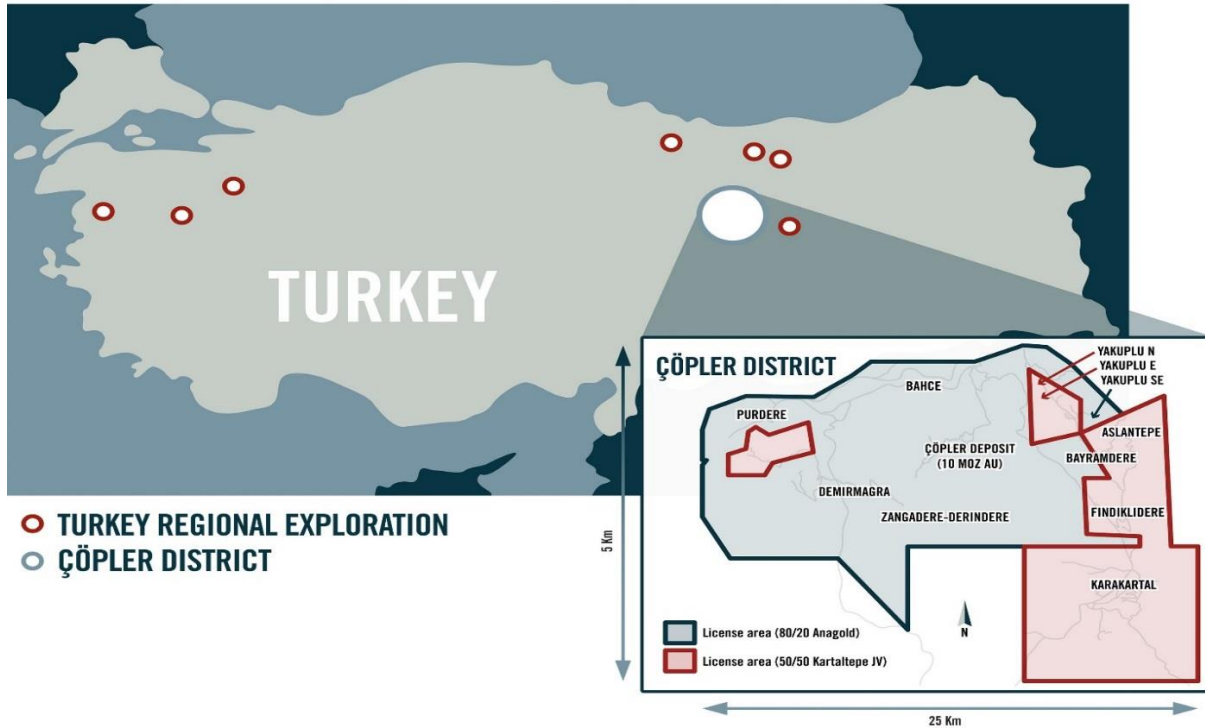 TURKEY
TURKEY REGIONAL EXPLORATION
ÇÖPLER DISTRICT
ÇÖPLER DISTRICT
YAKUPLU N
YAKUPLU E
YAKUPLU SE
BAHCE
PURDERE
ASLANTEPE
ÇÖPLER DEPOSIT
(10 MOZ AU)
BAYRAMDERE
DEMIRMAGRA
ZANGADERE-DERINDERE
FINDIKLIDERE
KARAKARTAL
N
License area (80/20 Anagold)
License area (50/50 Kartaltepe JV)
5 Km
25 Km